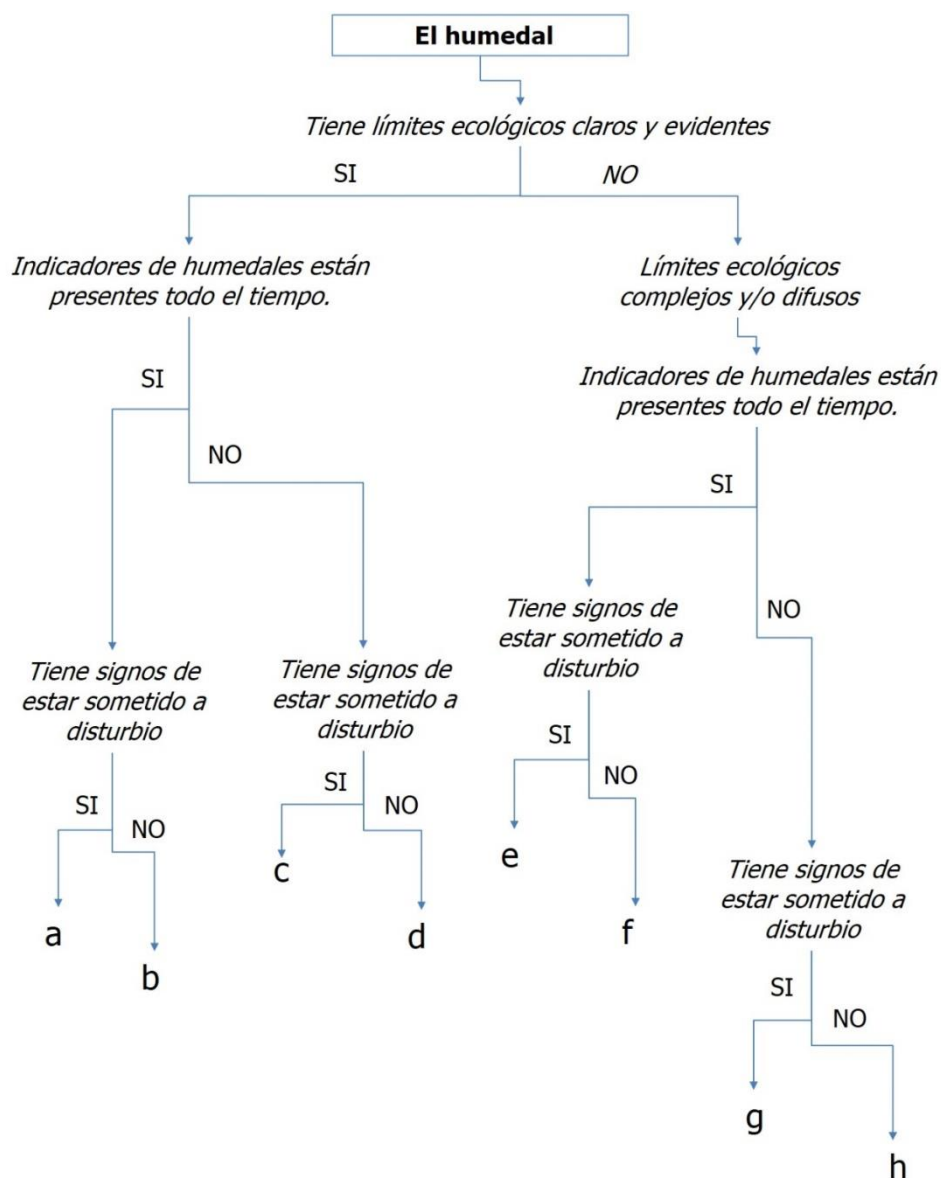 El humedal
Tiene límites ecológicos claros y evidentes
SI
NO
Indicadores de humedales están
presentes todo el tiempo.
Límites ecológicos
complejos y/o difusos
Indicadores de humedales están
presentes todo el tiempo.
SI
NO
SI
NO
Tiene signos de
estar sometido a
disturbio
Tiene signos de
estar sometido a
disturbio
Tiene signos de
estar sometido a
disturbio
SI
NO
SI
NO
SI
NO
a
b
c
d
e
f
Tiene signos de
estar sometido a
disturbio
SI
NO
g
h